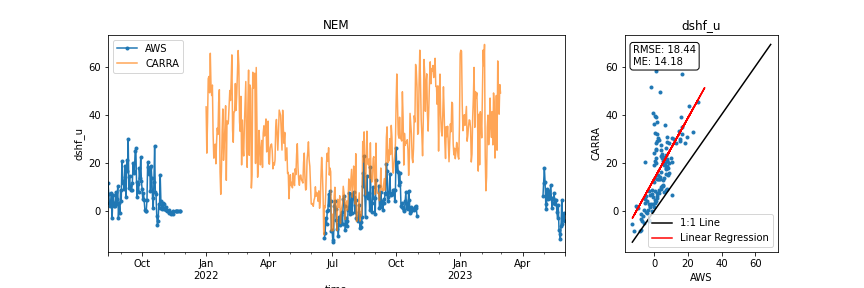 NEM
AWS
CARRA
dshf_u
60
40
20
0
Oct
Jan
2022
Apr
Jul
Oct
Jan
2023
Apr
time
dshf_u
RMSE: 18.44
ME: 14.18
CARRA
60
40
20
0
1:1 Line
Linear Regression
0
20
40
60
AWS